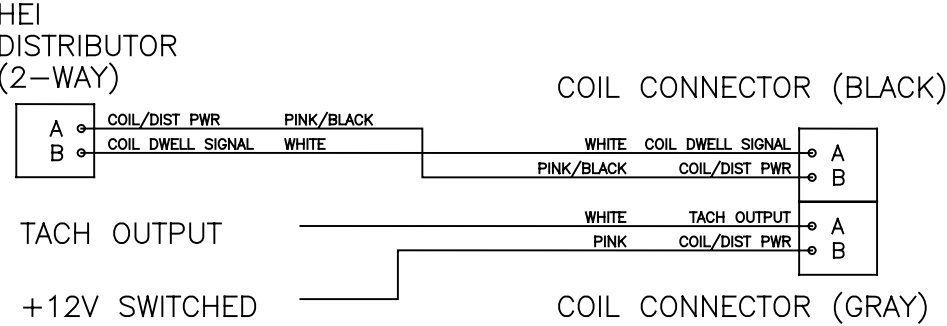 HEI
DISTRIBUTOR
(2-WAY)
COIL CONNECTOR (BLACK)
A COIL/DIST PWR PINK/BLACK
B COIL DWELL SIGNAL WHITE
WHITE COIL DWELL SIGNAL A
PINK/BLACK COIL/DIST PWR B
TACH OUTPUT
WHITE TACH OUTPUT A
PINK COIL/DIST PWR B
+12V SWITCHED
COIL CONNECTOR (GRAY)